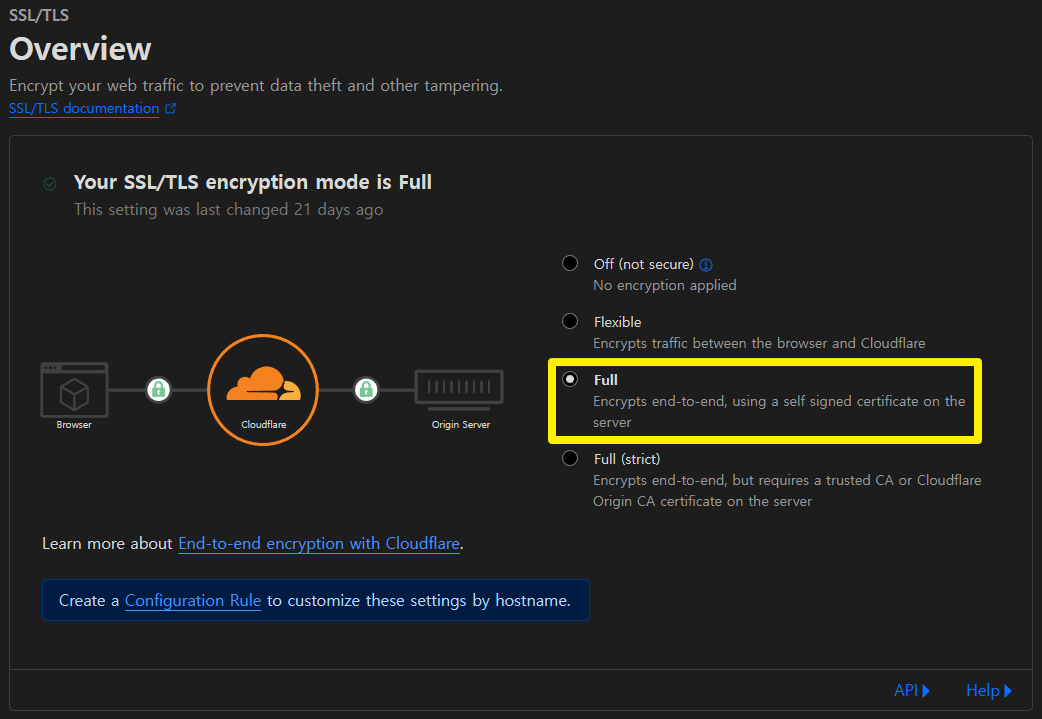 SSL/TLS
Overview
Encrypt your web traffic to prevent data theft and other tampering.
SSL/TLS documentation
Your SSL/TLS encryption mode is Full
This setting was last changed 21 days ago
Off (not secure)
No encryption applied
Flexible
Encrypts traffic between the browser and Cloudflare
Full
Encrypts end-to-end, using a self signed certificate on the
server
Full (strict)
Encrypts end-to-end, but requires a trusted CA or Cloudflare
Origin CA certificate on the server
Browser
Cloudflare
Origin Server
Learn more about End-to-end encryption with Cloudflare.
Create a Configuration Rule to customize these settings by hostname.
API
Help